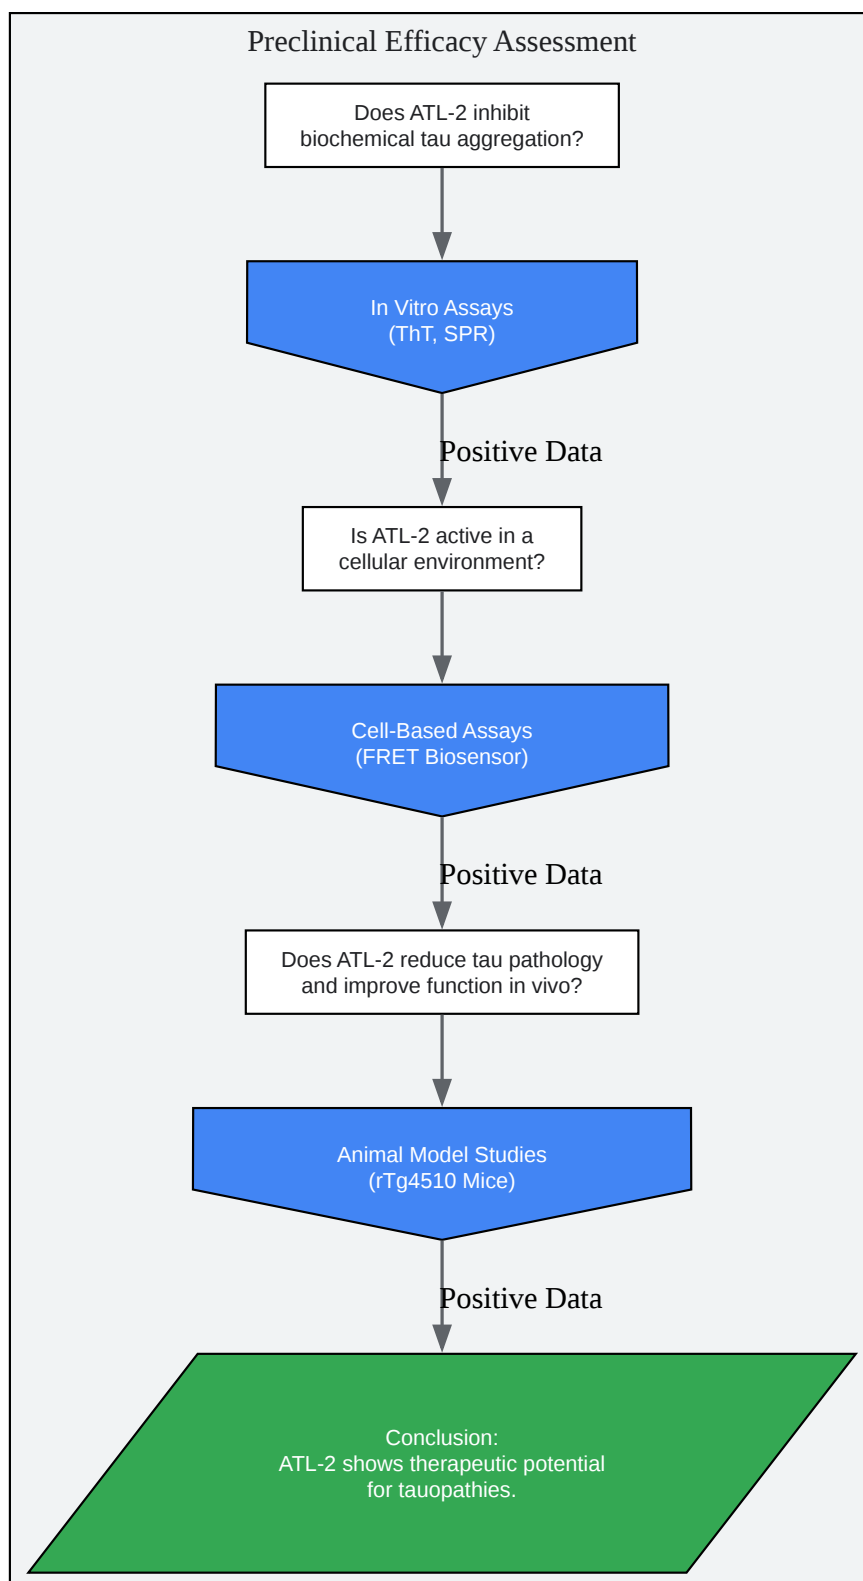 Preclinical Efficacy Assessment
Does ATL-2 inhibit
biochemical tau aggregation?
In Vitro Assays
(ThT, SPR)
Positive Data
Is ATL-2 active in a
cellular environment?
Cell-Based Assays
(FRET Biosensor)
Positive Data
Does ATL-2 reduce tau pathology
and improve function in vivo?
Animal Model Studies
(rTg4510 Mice)
Positive Data
Conclusion:
ATL-2 shows therapeutic potential
for tauopathies.